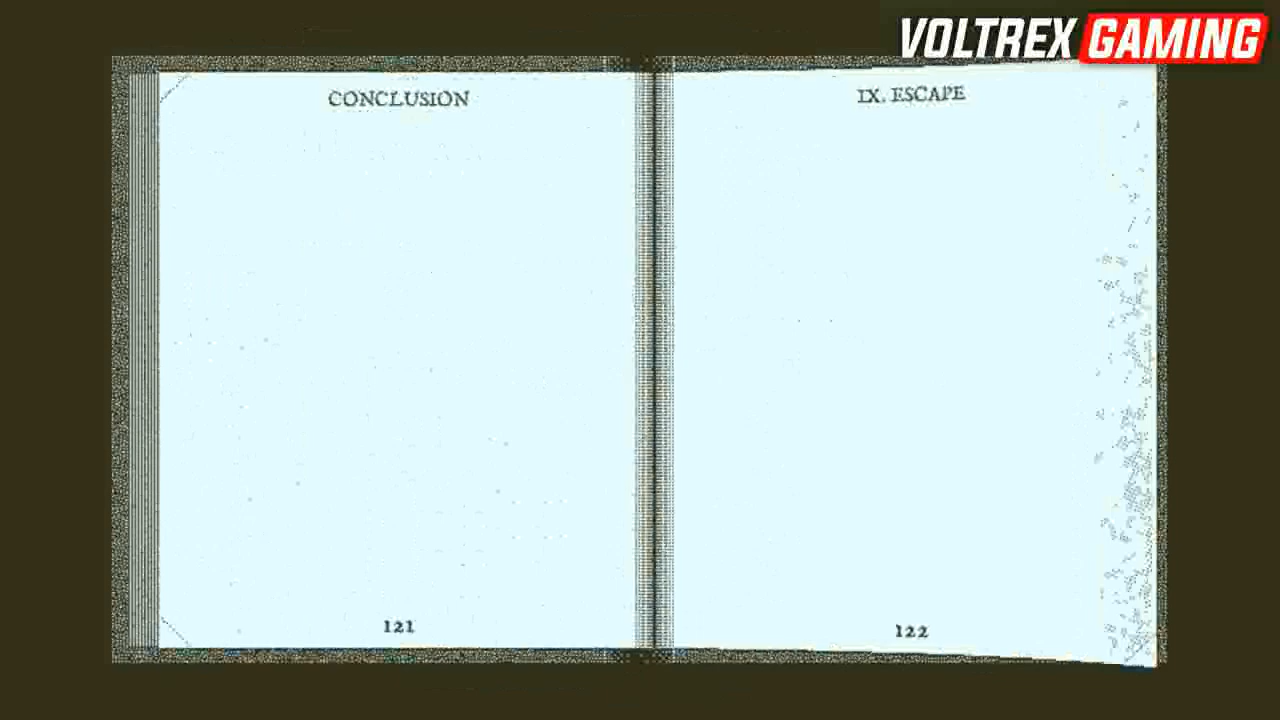 VOLTREX GAMING
CONCLUSION
IX. ESCAPE
121
122